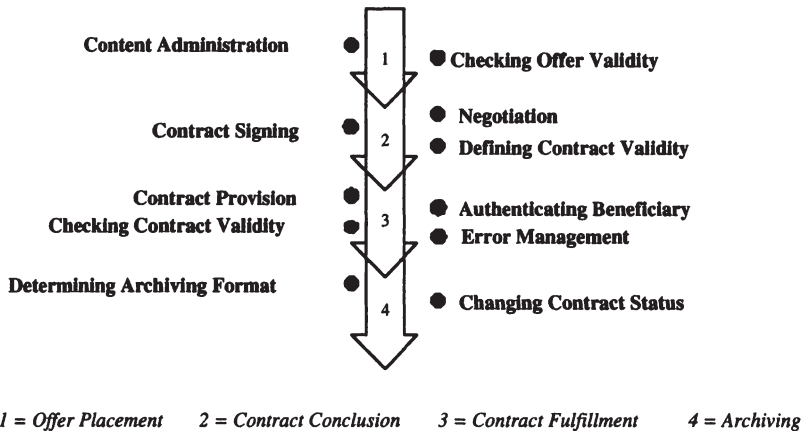 Content Administration
1
Checking Offer Validity
Negotiation
Contract Signing
2
Defining Contract Validity
Contract Provision
Authenticating Beneficiary
Checking Contract Validity
3
Error Management
Determining Archiving Format
4
Changing Contract Status
1 = Offer Placement 2 = Contract Conclusion 3 = Contract Fulfillment 4 = Archiving